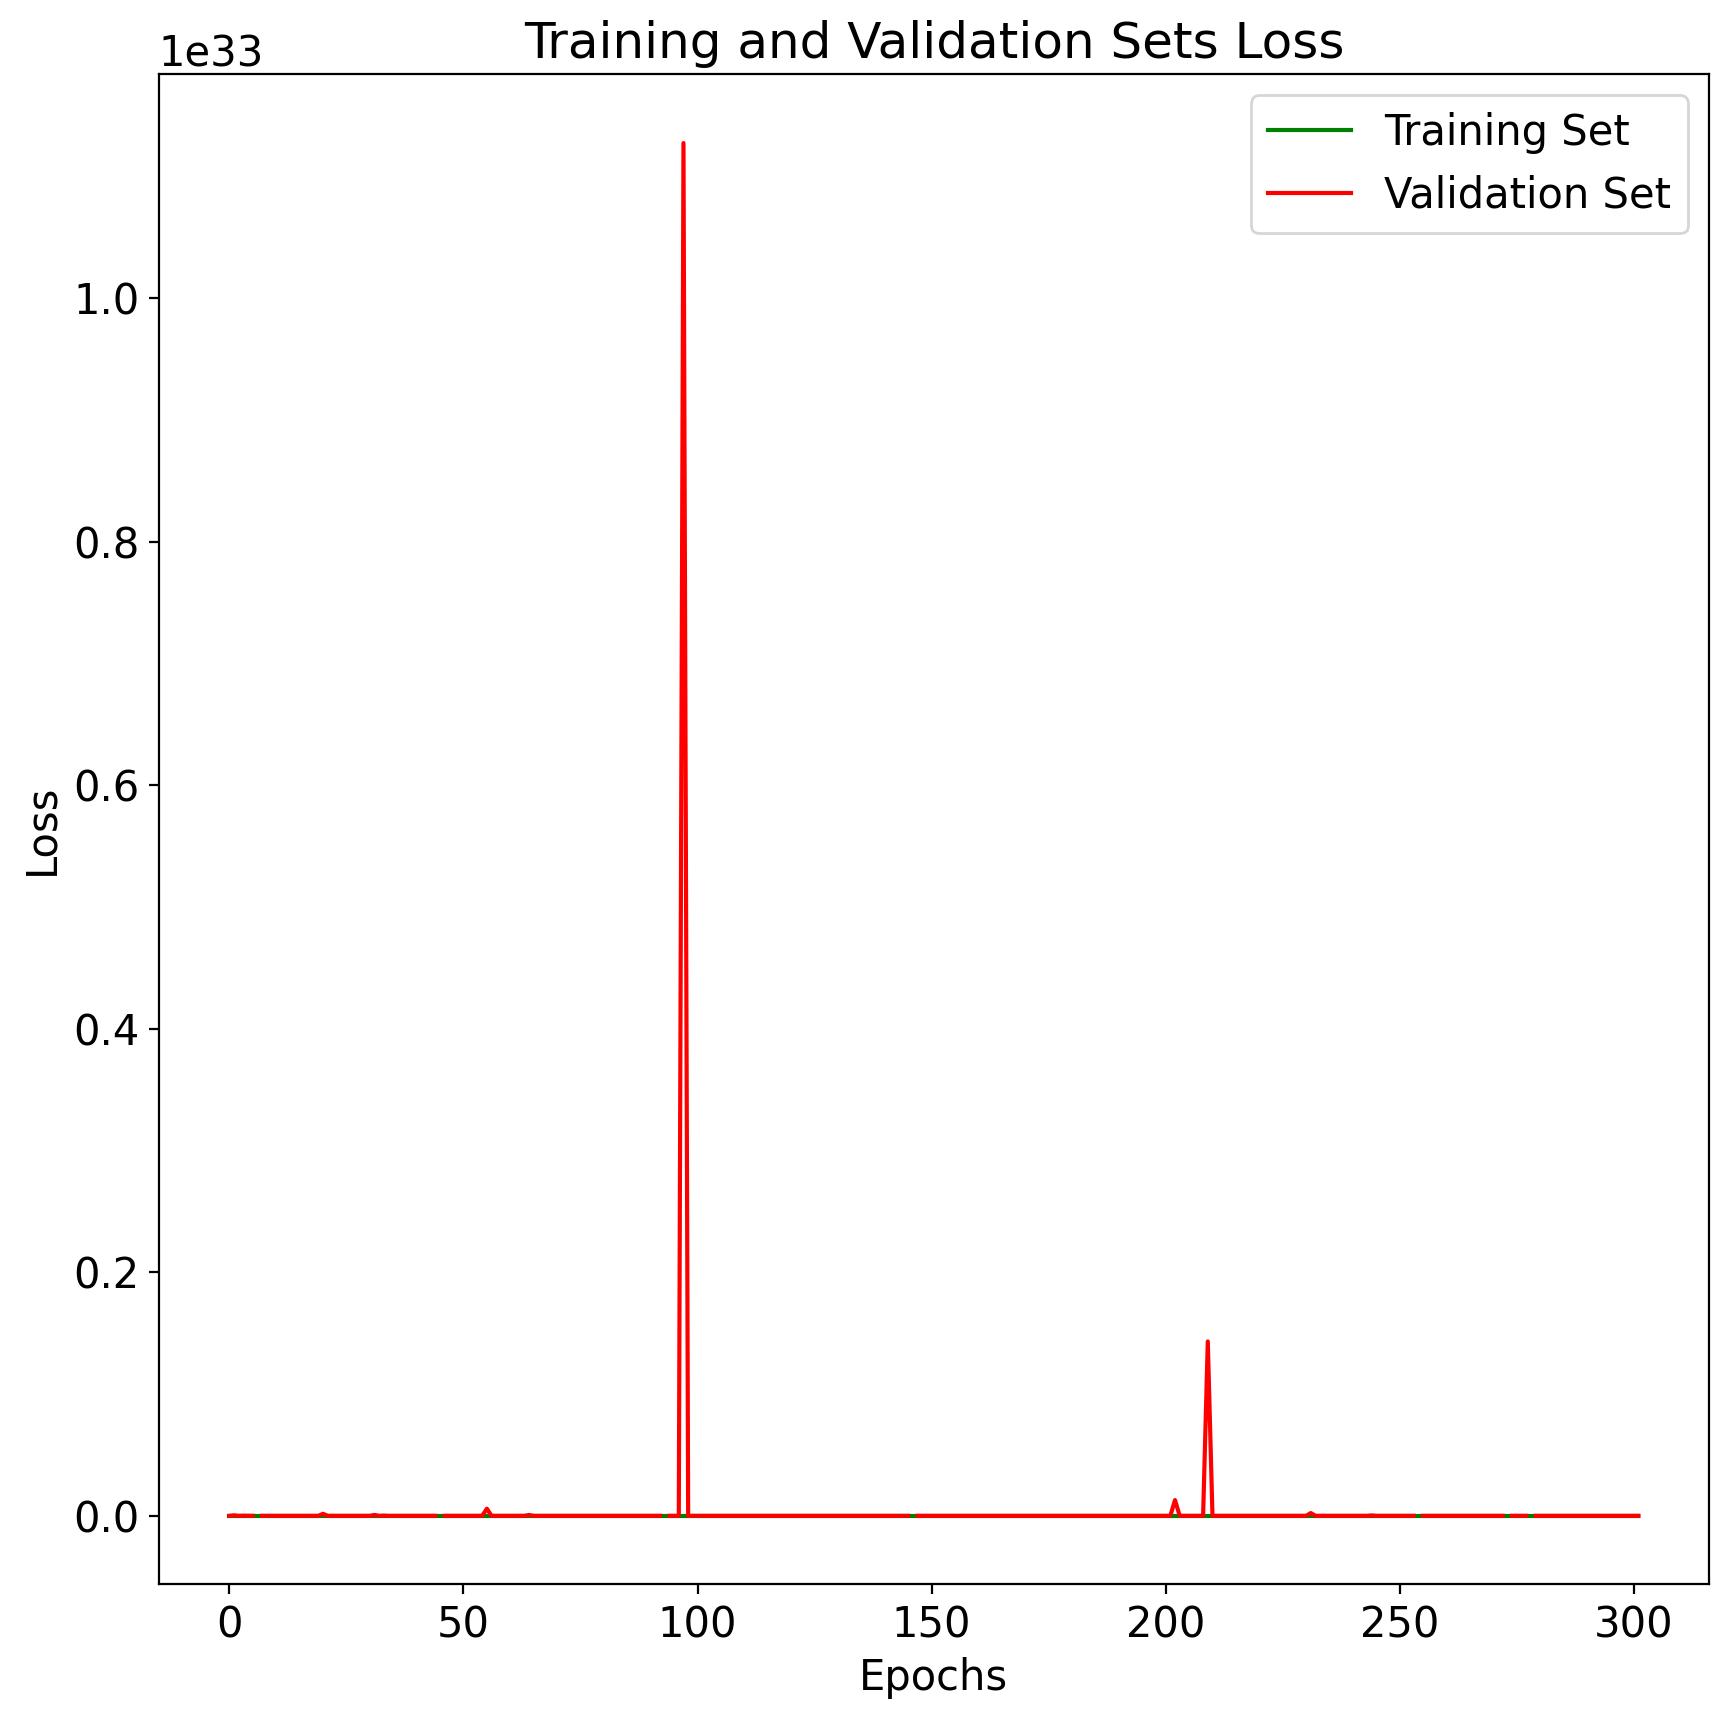 Training and Validation Sets Loss
1e33
Training Set
Validation Set
1.0
0.8
0.6
0.4
0.2
0.0
Loss
0 50 100 150 200 250 300
Epochs